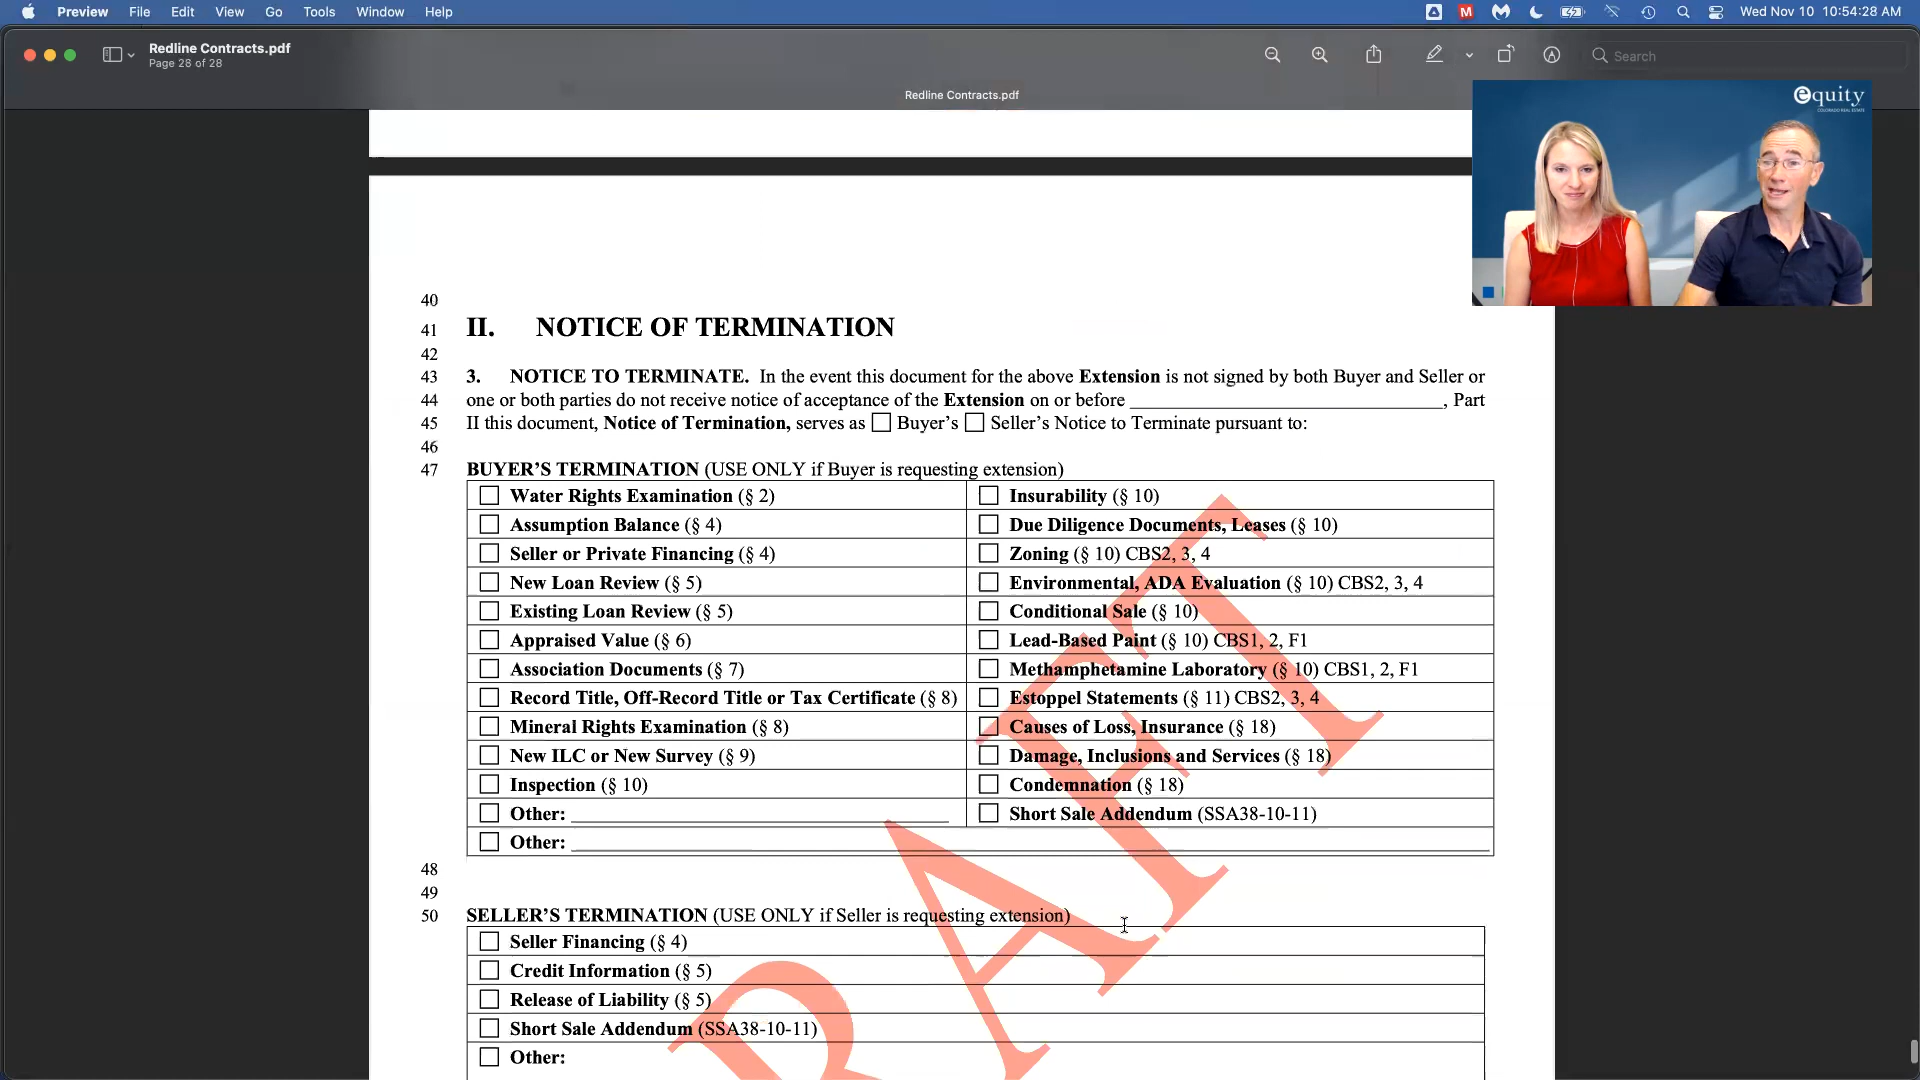 Preview File Edit View Go Tools Window Help
Wed Nov 10 10:54:28 AM
Redline Contracts.pdf
Page 28 of 28
Search
Redline Contracts.pdf
equity
COLORADO REAL ESTATE
40
41 II. NOTICE OF TERMINATION
42
43 3. NOTICE TO TERMINATE. In the event this document for the above Extension is not signed by both Buyer and Seller or
44 one or both parties do not receive notice of acceptance of the Extension on or before ________________, Part
45 II this document, Notice of Termination, serves as ☐ Buyer's ☐ Seller's Notice to Terminate pursuant to:
46
47 BUYER'S TERMINATION (USE ONLY if Buyer is requesting extension)
☐ Water Rights Examination (§ 2) ☐ Insurability (§ 10)
☐ Assumption Balance (§ 4) ☐ Due Diligence Documents, Leases (§ 10)
☐ Seller or Private Financing (§ 4) ☐ Zoning (§ 10) CBS2, 3, 4
☐ New Loan Review (§ 5) ☐ Environmental, ADA Evaluation (§ 10) CBS2, 3, 4
☐ Existing Loan Review (§ 5) ☐ Conditional Sale (§ 10)
☐ Appraised Value (§ 6) ☐ Lead-Based Paint (§ 10) CBS1, 2, F1
☐ Association Documents (§ 7) ☐ Methamphetamine Laboratory (§ 10) CBS1, 2, F1
☐ Record Title, Off-Record Title or Tax Certificate (§ 8) ☐ Estoppel Statements (§ 11) CBS2, 3, 4
☐ Mineral Rights Examination (§ 8) ☐ Causes of Loss, Insurance (§ 18)
☐ New ILC or New Survey (§ 9) ☐ Damage, Inclusions and Services (§ 18)
☐ Inspection (§ 10) ☐ Condemnation (§ 18)
☐ Other: ________________ ☐ Short Sale Addendum (SSA38-10-11)
☐ Other: ________________
48
49
50 SELLER'S TERMINATION (USE ONLY if Seller is requesting extension)
☐ Seller Financing (§ 4)
☐ Credit Information (§ 5)
☐ Release of Liability (§ 5)
☐ Short Sale Addendum (SSA38-10-11)
☐ Other:
RAFT